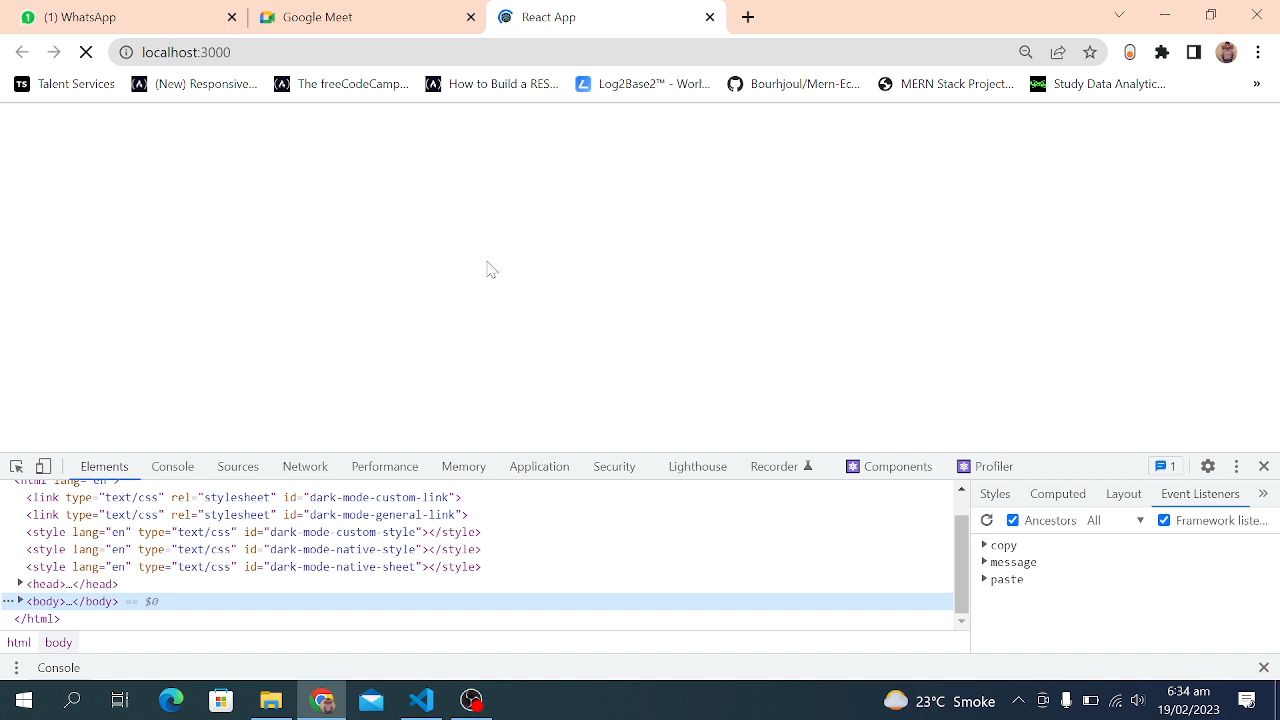 (1) WhatsApp
Google Meet
React App
localhost:3000
TS Talent Services
(New) Responsive...
The freeCodeCamp...
How to Build a RES...
Log2Base2™ - Worl...
Bourhjoul/Mern-Ec...
MERN Stack Project...
Study Data Analytic...
»
Elements Console Sources Network Performance Memory Application Security Lighthouse Recorder Components Profiler 1
<html lang="en">
<link type="text/css" rel="stylesheet" id="dark-mode-custom-link">
<link type="text/css" rel="stylesheet" id="dark-mode-general-link">
<style lang="en" type="text/css" id="dark-mode-custom-style"></style>
<style lang="en" type="text/css" id="dark-mode-native-style"></style>
<style lang="en" type="text/css" id="dark-mode-native-sheet"></style>
<head>…</head>
<body>…</body> == $0
</html>
html body
Styles Computed Layout Event Listeners »
Ancestors All Framework liste...
copy
message
paste
Console
23°C Smoke
6:34 am
19/02/2023